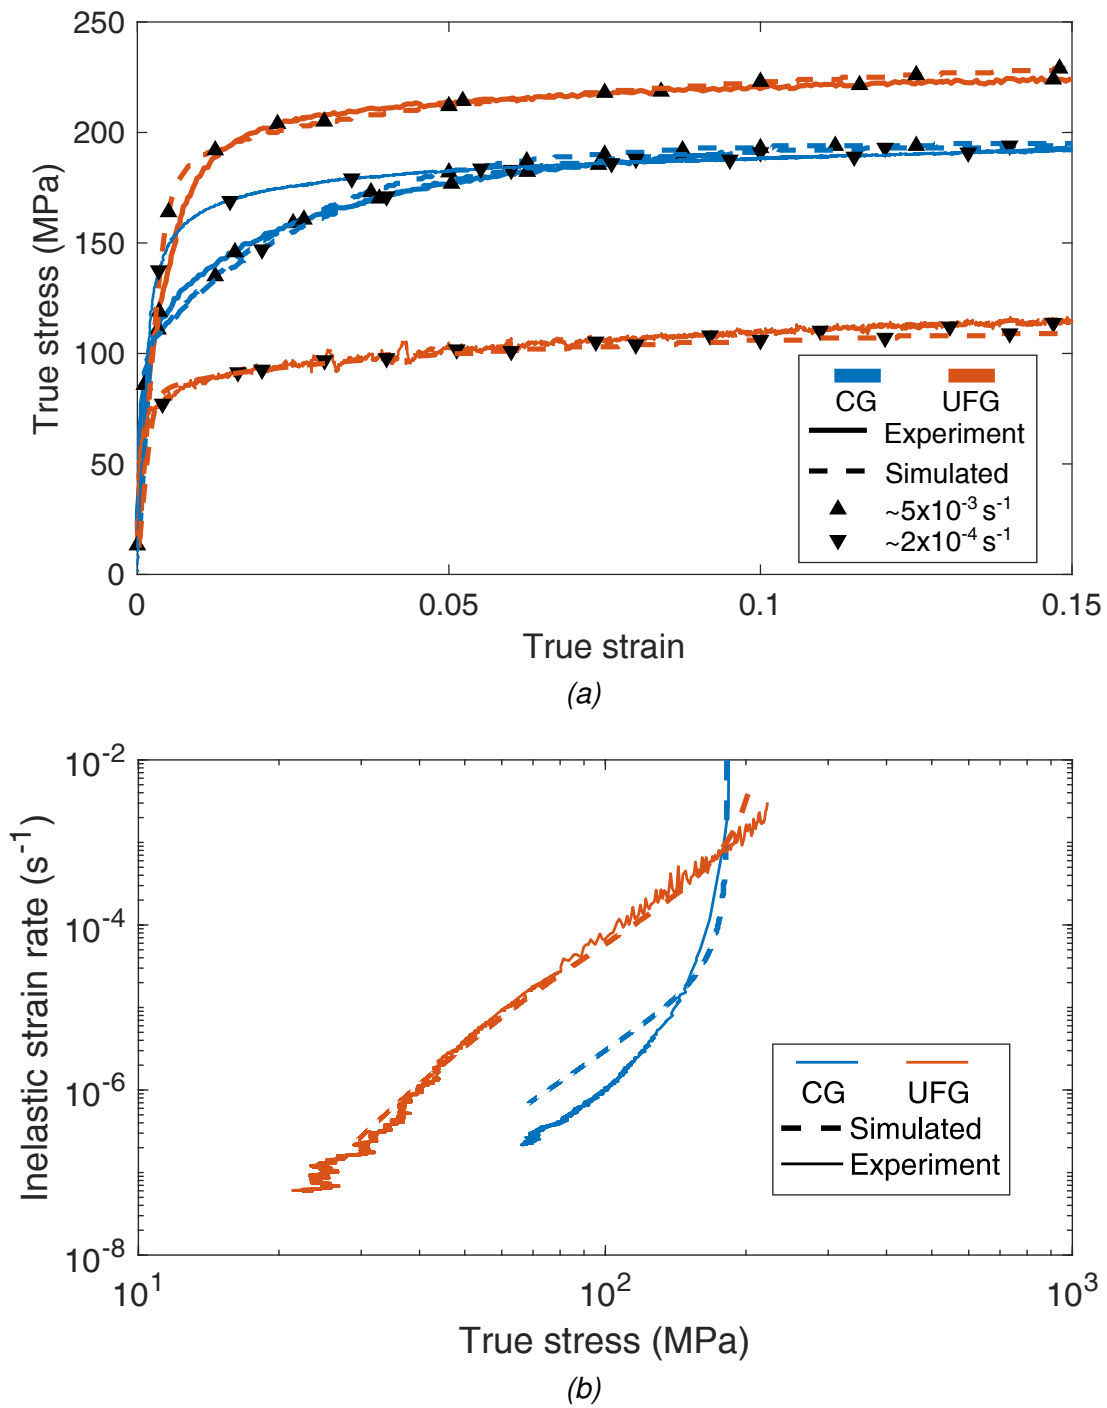 250
200
150
100
50
0
True stress (MPa)
CG UFG
Experiment
Simulated
~5x10⁻³ s⁻¹
~2x10⁻⁴ s⁻¹
0 0.05 0.1 0.15
True strain
(a)
10⁻²
10⁻⁴
10⁻⁶
10⁻⁸
Inelastic strain rate (s⁻¹)
CG UFG
Simulated
Experiment
10¹ 10² 10³
True stress (MPa)
(b)